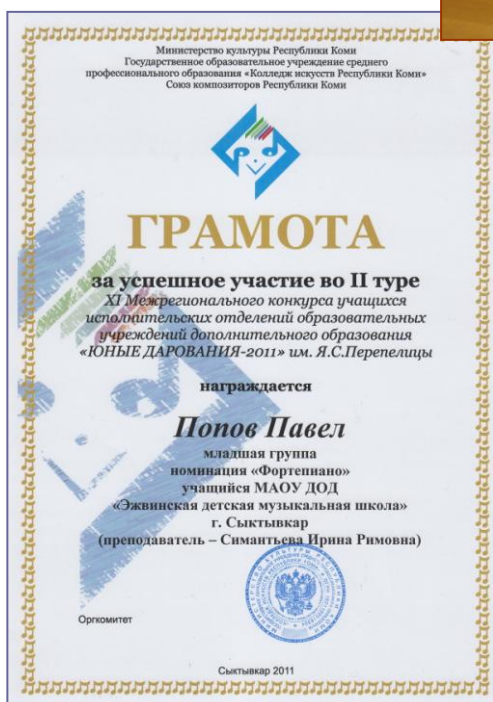 Министерство культуры Республики Коми
Государственное образовательное учреждение среднего
профессионального образования «Колледж искусств Республики Коми»
Союз композиторов Республики Коми
ГРАМОТА
за успешное участие во II туре
XI Межрегионального конкурса учащихся
исполнительских отделений образовательных
учреждений дополнительного образования
«ЮНЫЕ ДАРОВАНИЯ-2011» им. Я.С.Перепелицы
награждается
Попов Павел
младшая группа
номинация «Фортепиано»
учащийся МАОУ ДОД
«Эжвинская детская музыкальная школа»
г. Сыктывкар
(преподаватель – Симантьева Ирина Римовна)
Оргкомитет
Сыктывкар 2011